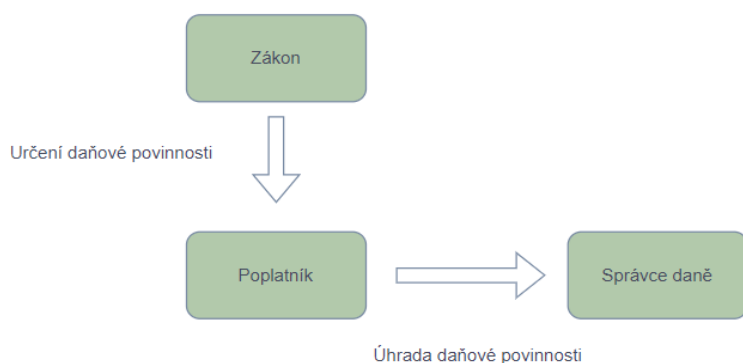 Zákon
Určení daňové povinnosti
Poplatník
Správce daně
Úhrada daňové povinnosti